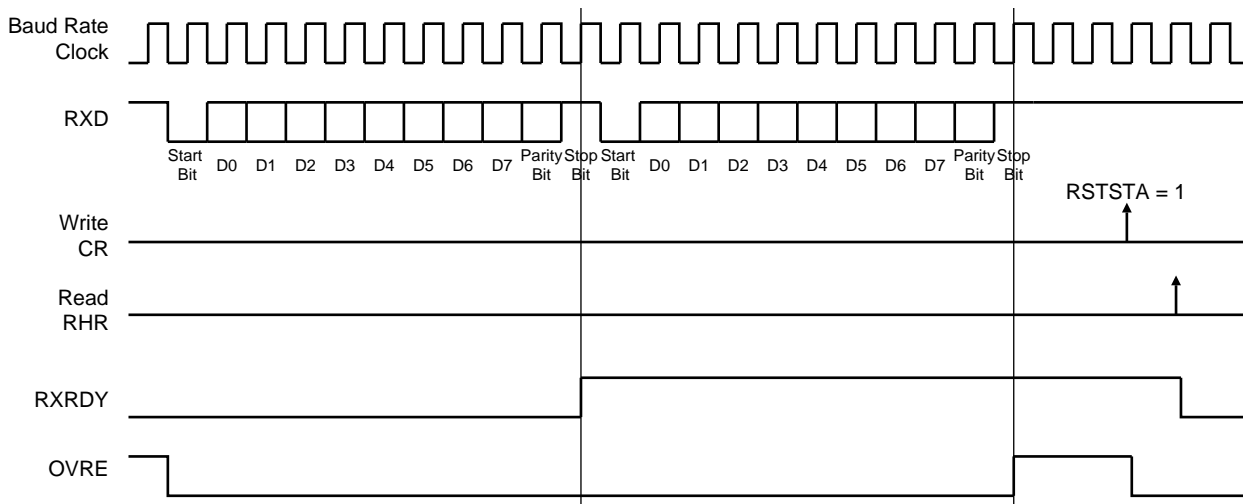 Baud Rate
Clock
RXD
Start
Bit
D0
D1
D2
D3
D4
D5
D6
D7
Parity
Bit
Stop
Bit
Start
Bit
D0
D1
D2
D3
D4
D5
D6
D7
Parity
Bit
Stop
Bit
RSTSTA = 1
Write
CR
Read
RHR
RXRDY
OVRE